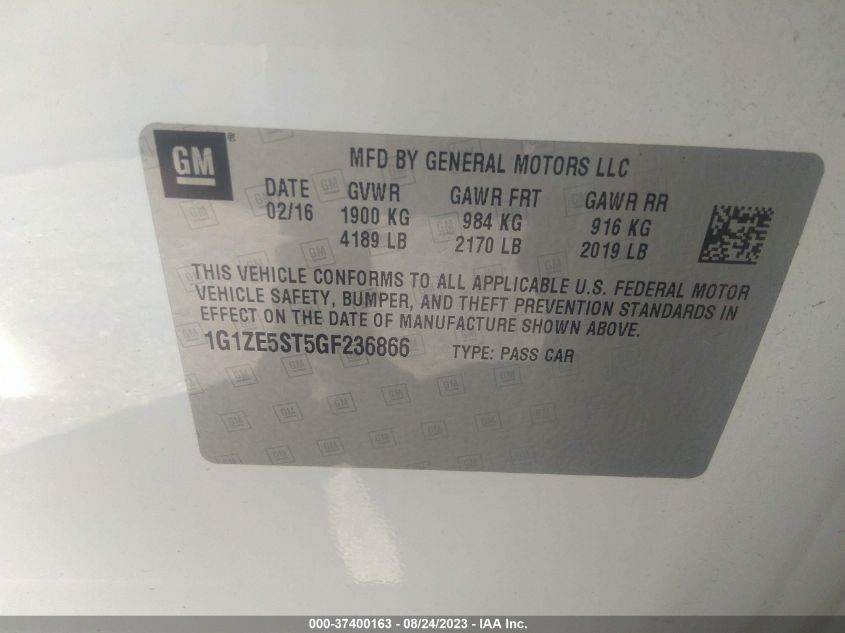 GM ®
MFD BY GENERAL MOTORS LLC
DATE GVWR GAWR FRT GAWR RR
02/16 1900 KG 984 KG 916 KG
4189 LB 2170 LB 2019 LB
THIS VEHICLE CONFORMS TO ALL APPLICABLE U.S. FEDERAL MOTOR
VEHICLE SAFETY, BUMPER, AND THEFT PREVENTION STANDARDS IN
EFFECT ON THE DATE OF MANUFACTURE SHOWN ABOVE.
1G1ZE5ST5GF236866 TYPE: PASS CAR
000-37400163 - 08/24/2023 - IAA Inc.